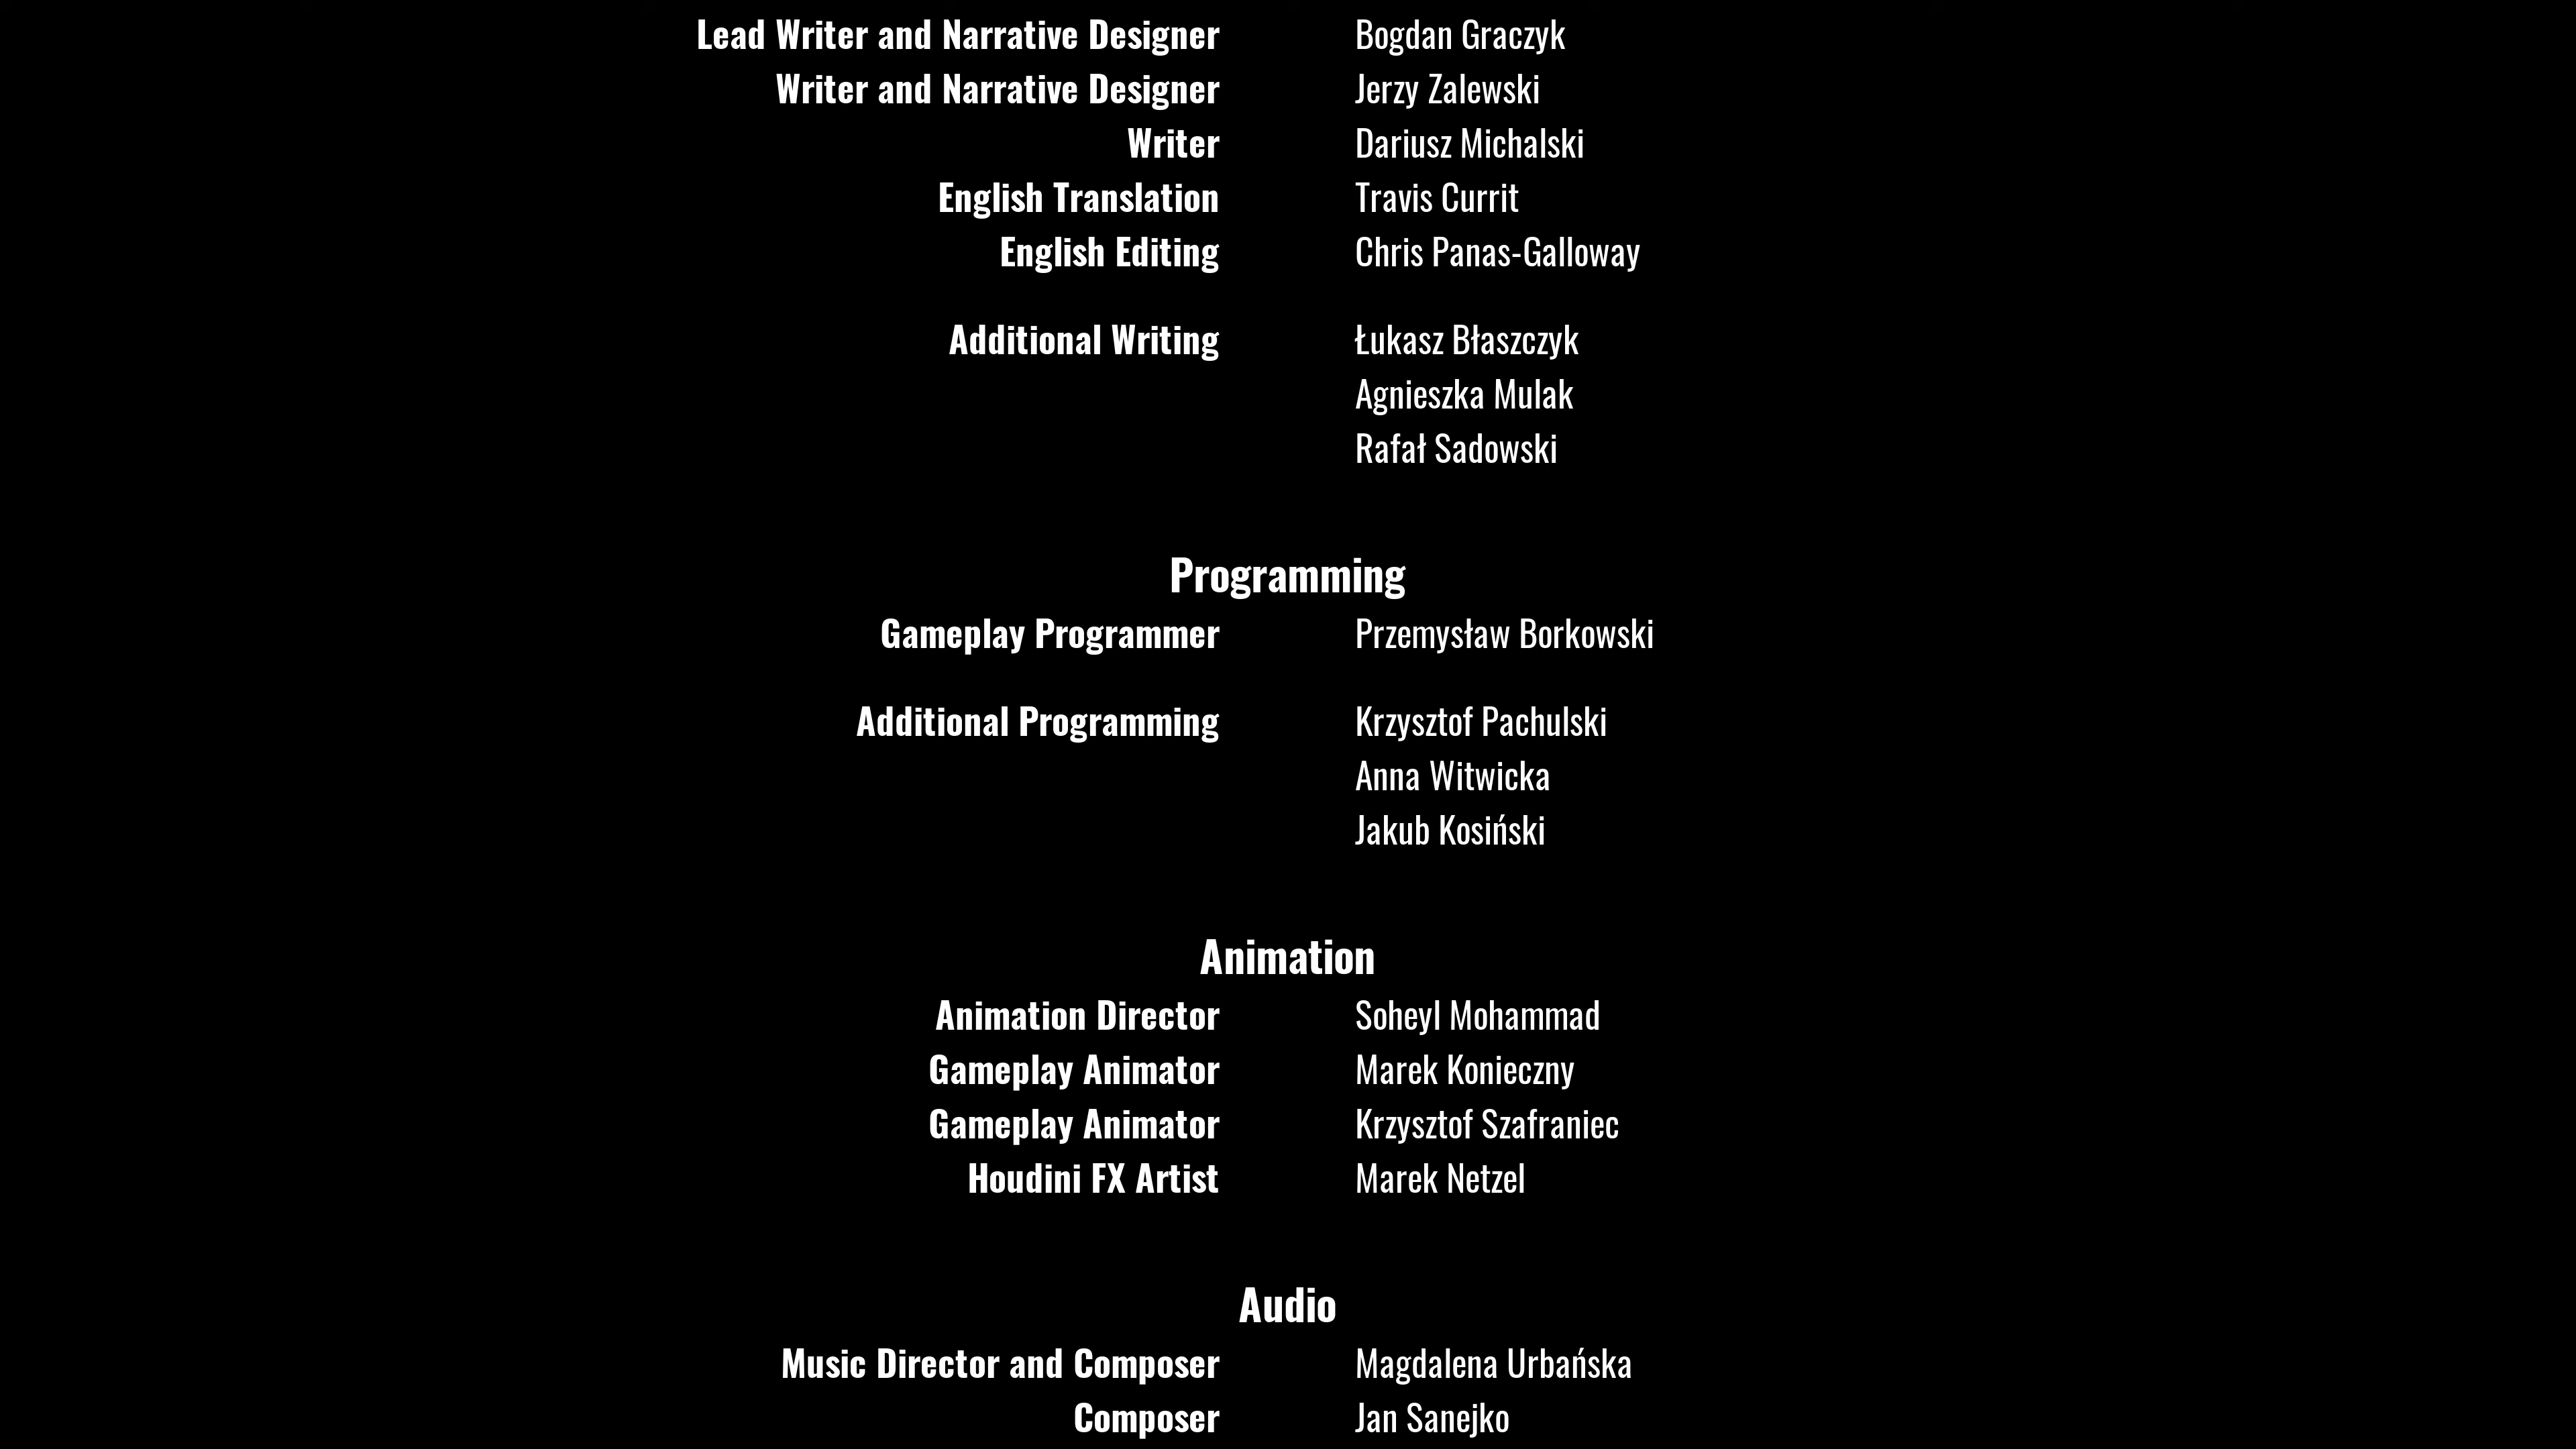 Lead Writer and Narrative Designer Bogdan Graczyk
Writer and Narrative Designer Jerzy Zalewski
Writer Dariusz Michalski
English Translation Travis Currit
English Editing Chris Panas-Galloway
Additional Writing Łukasz Błaszczyk
Agnieszka Mulak
Rafał Sadowski
Programming
Gameplay Programmer Przemysław Borkowski
Additional Programming Krzysztof Pachulski
Anna Witwicka
Jakub Kosiński
Animation
Animation Director Soheyl Mohammad
Gameplay Animator Marek Konieczny
Gameplay Animator Krzysztof Szafraniec
Houdini FX Artist Marek Netzel
Audio
Music Director and Composer Magdalena Urbańska
Composer Jan Sanejko